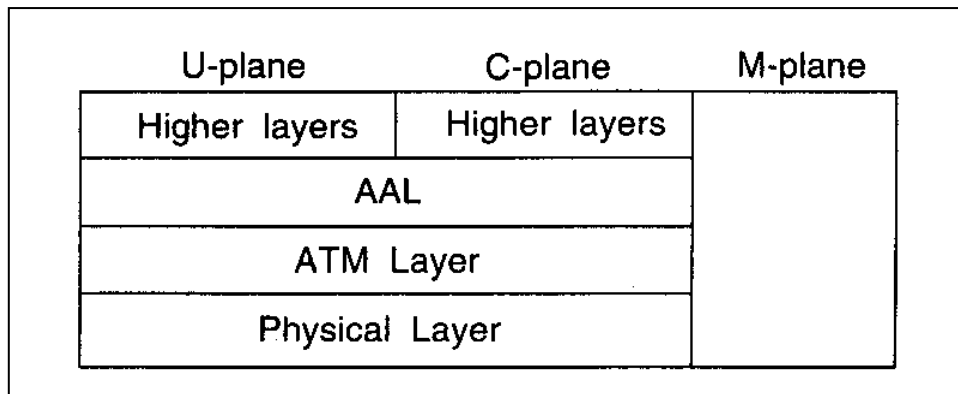 U-plane C-plane M-plane
Higher layers Higher layers
AAL
ATM Layer
Physical Layer